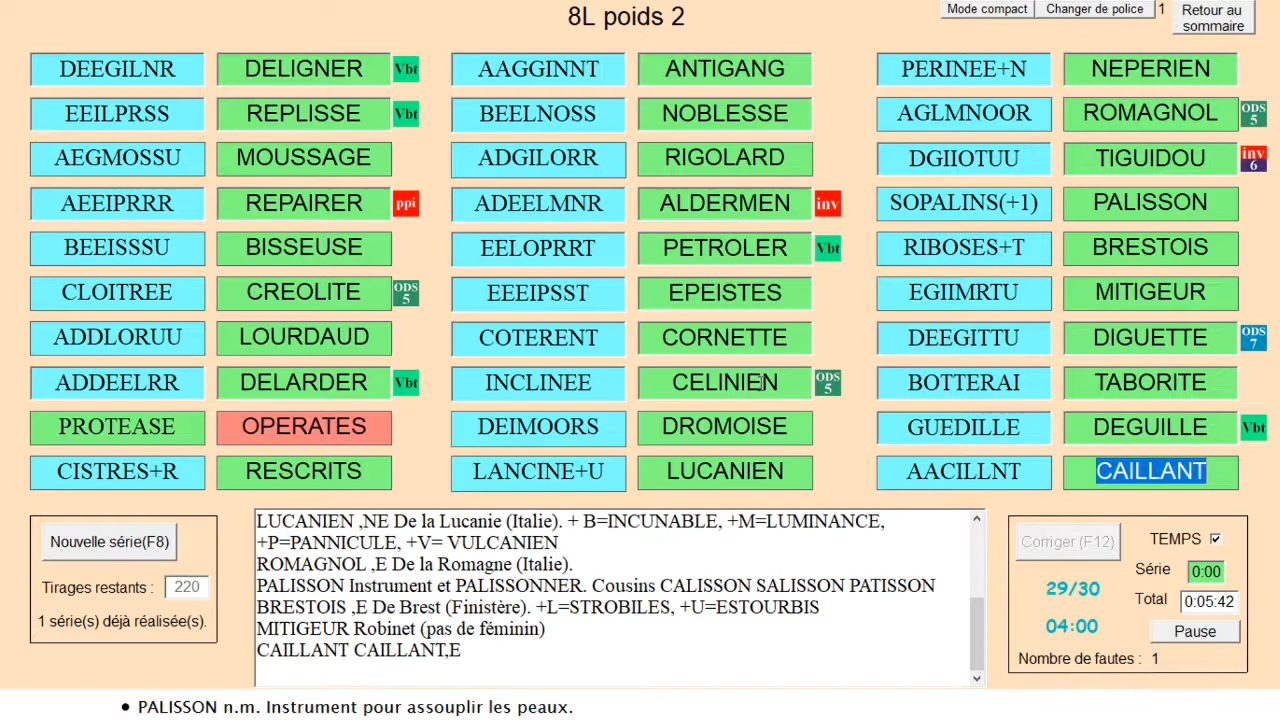 8L poids 2
Mode compact Changer de police 1 Retour au sommaire
DEEGILNR DELIGNER Vbt AAGGINNT ANTIGANG PERINEE+N NEPERIEN
EEILPRSS REPLISSE Vbt BEELNOSS NOBLESSE AGLMNOOR ROMAGNOL ODS 5
AEGMOSSU MOUSSAGE ADGILORR RIGOLARD DGIIOTUU TIGUIDOU inv 6
AEEIPRRR REPAIRER ppi ADEELMNR ALDERMEN inv SOPALINS(+1) PALISSON
BEEISSSU BISSEUSE EELOPRRT PETROLER Vbt RIBOSES+T BRESTOIS
CLOITREE CREOLITE ODS 5 EEEIPSST EPEISTES EGIIMRTU MITIGEUR
ADDLORUU LOURDAUD COTERENT CORNETTE DEEGITTU DIGUETTE ODS 7
ADDEELRR DELARDER Vbt INCLINEE CELINIEN ODS 5 BOTTERAI TABORITE
PROTEASE OPERATES DEIMOORS DROMOISE GUEDILLE DEGUILLE Vbt
CISTRES+R RESCRITS LANCINE+U LUCANIEN AACILLNT CAILLANT
Nouvelle série(F8)
Tirages restants : 220
1 série(s) déjà réalisée(s).
LUCANIEN ,NE De la Lucanie (Italie). + B=INCUNABLE, +M=LUMINANCE,
+P=PANNICULE, +V= VULCANIEN
ROMAGNOL ,E De la Romagne (Italie).
PALISSON Instrument et PALISSONNER. Cousins CALISSON SALISSON PATISSON
BRESTOIS ,E De Brest (Finistère). +L=STROBILES, +U=ESTOURBIS
MITIGEUR Robinet (pas de féminin)
CAILLANT CAILLANT,E
Corriger (F12) TEMPS
Série 0:00
29/30
Total 0:05:42
04:00
Pause
Nombre de fautes : 1
• PALISSON n.m. Instrument pour assouplir les peaux.